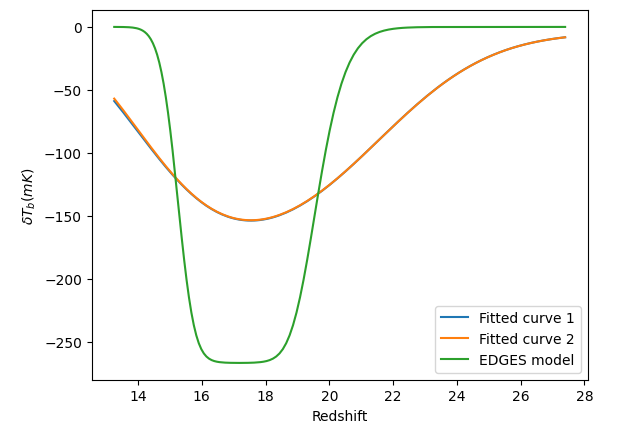 0
−50
−100
−150
−200
−250
δT_b(mK)
14
16
18
20
22
24
26
28
Redshift
Fitted curve 1
Fitted curve 2
EDGES model